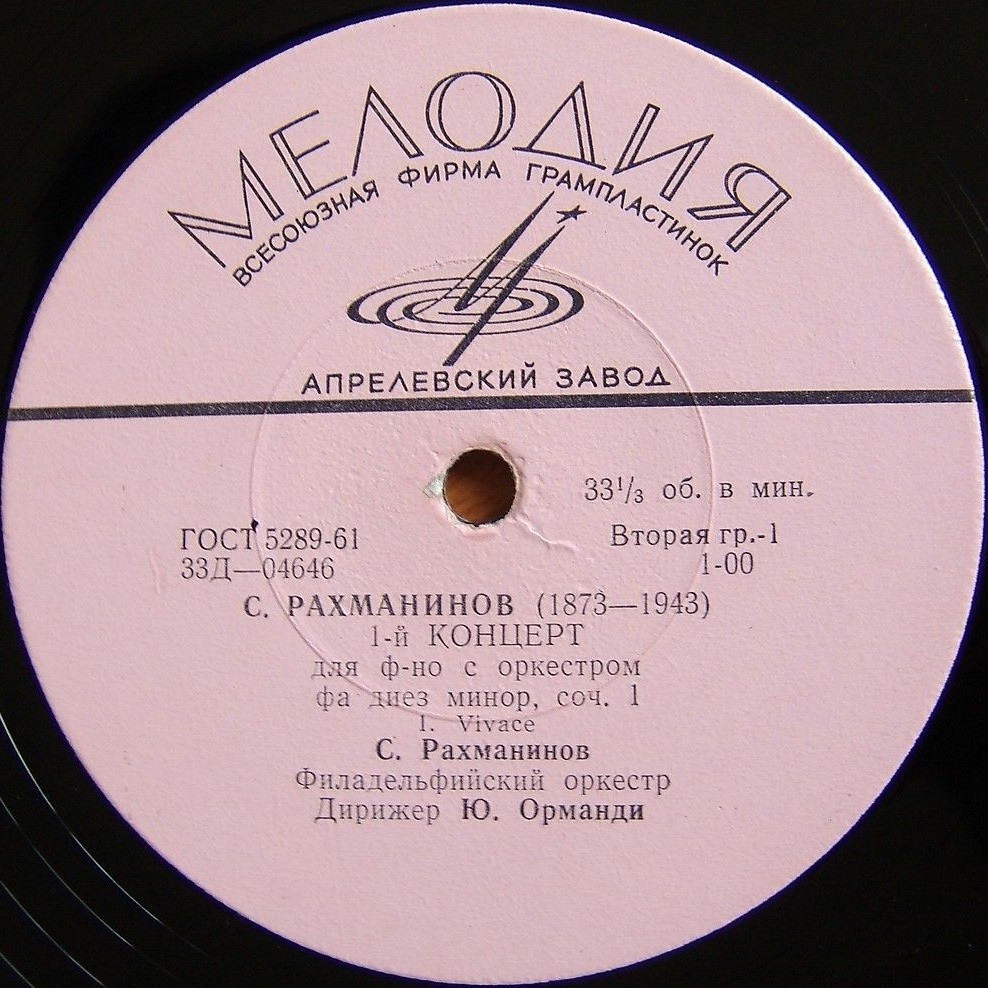 МЕЛОДИЯ
ВСЕСОЮЗНАЯ ФИРМА ГРАМПЛАСТИНОК
АПРЕЛЕВСКИЙ ЗАВОД
33 1/3 об. в мин.
ГОСТ 5289-61 Вторая гр.-1
33Д—04646 1-00
С. РАХМАНИНОВ (1873—1943)
1-й КОНЦЕРТ
для ф-но с оркестром
фа диез минор, соч. 1
I. Vivace
С. Рахманинов
Филадельфийский оркестр
Дирижер Ю. Орманди